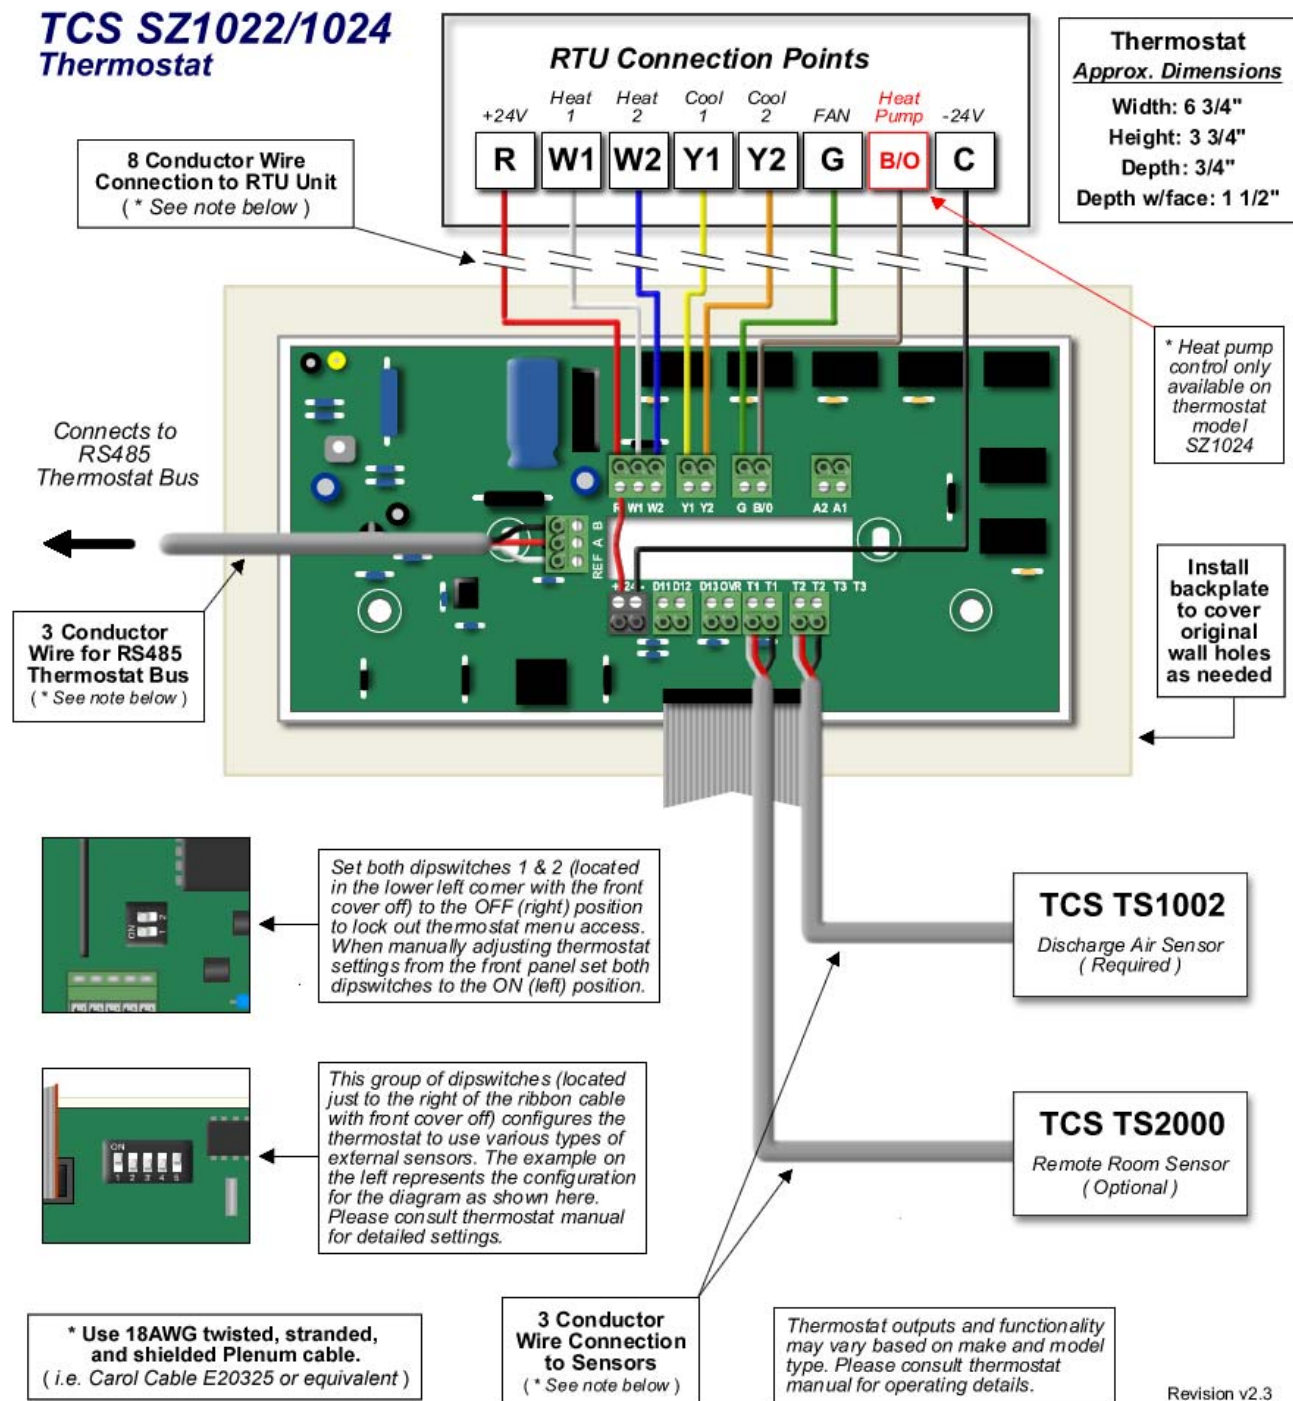 TCS SZ1022/1024
Thermostat
RTU Connection Points
+24V
Heat
1
Heat
2
Cool
1
Cool
2
FAN
Heat
Pump
-24V
R
W1
W2
Y1
Y2
G
B/O
C
Thermostat
Approx. Dimensions
Width: 6 3/4"
Height: 3 3/4"
Depth: 3/4"
Depth w/face: 1 1/2"
8 Conductor Wire
Connection to RTU Unit
( * See note below )
* Heat pump
control only
available on
thermostat
model
SZ1024
Connects to
RS485
Thermostat Bus
R W1 W2
Y1 Y2
G B/0
A2 A1
REF A B
+ 24 -
D11 D12
D13 OVR
T1 T1
T2 T2
T3 T3
3 Conductor
Wire for RS485
Thermostat Bus
( * See note below )
Install
backplate
to cover
original
wall holes
as needed
ON
1 2
Set both dipswitches 1 & 2 (located
in the lower left corner with the front
cover off) to the OFF (right) position
to lock out thermostat menu access.
When manually adjusting thermostat
settings from the front panel set both
dipswitches to the ON (left) position.
TCS TS1002
Discharge Air Sensor
( Required )
ON
1 2 3 4 5
This group of dipswitches (located
just to the right of the ribbon cable
with front cover off) configures the
thermostat to use various types of
external sensors. The example on
the left represents the configuration
for the diagram as shown here.
Please consult thermostat manual
for detailed settings.
TCS TS2000
Remote Room Sensor
( Optional )
* Use 18AWG twisted, stranded,
and shielded Plenum cable.
( i.e. Carol Cable E20325 or equivalent )
3 Conductor
Wire Connection
to Sensors
( * See note below )
Thermostat outputs and functionality
may vary based on make and model
type. Please consult thermostat
manual for operating details.
Revision v2.3